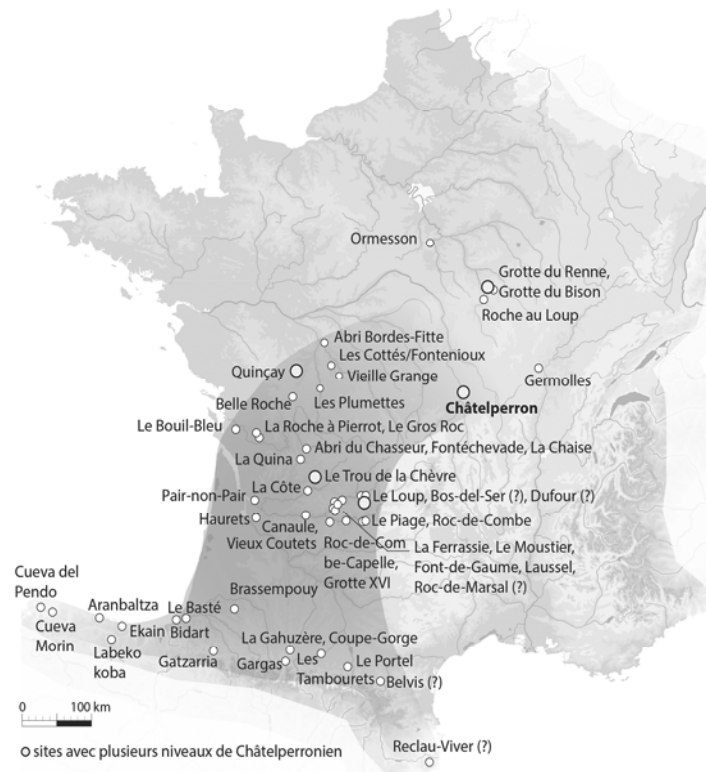 Ormesson
Grotte du Renne,
Grotte du Bison
Roche au Loup
Abri Bordes-Fitte
Les Cottés/Fontenioux
Quinçay
Vieille Grange
Germolles
Belle Roche
Les Plumettes
Châtelperron
Le Bouil-Bleu
La Roche à Pierrot, Le Gros Roc
Abri du Chasseur, Fontéchevade, La Chaise
La Quina
Le Trou de la Chèvre
La Côte
Pair-non-Pair
Le Loup, Bos-del-Ser (?), Dufour (?)
Haurets
Canaule,
Vieux Coutets
Le Piage, Roc-de-Combe
Roc-de-Com
be-Capelle,
Grotte XVI
La Ferrassie, Le Moustier,
Font-de-Gaume, Laussel,
Roc-de-Marsal (?)
Cueva del
Pendo
Cueva
Morin
Aranbaltza
Labeko
koba
Ekain
Le Basté
Bidart
Brassempouy
Gatzarria
La Gahuzère, Coupe-Gorge
Gargas
Les
Tambourets
Le Portel
Belvis (?)
Reclau-Viver (?)
0 100 km
sites avec plusieurs niveaux de Châtelperronien